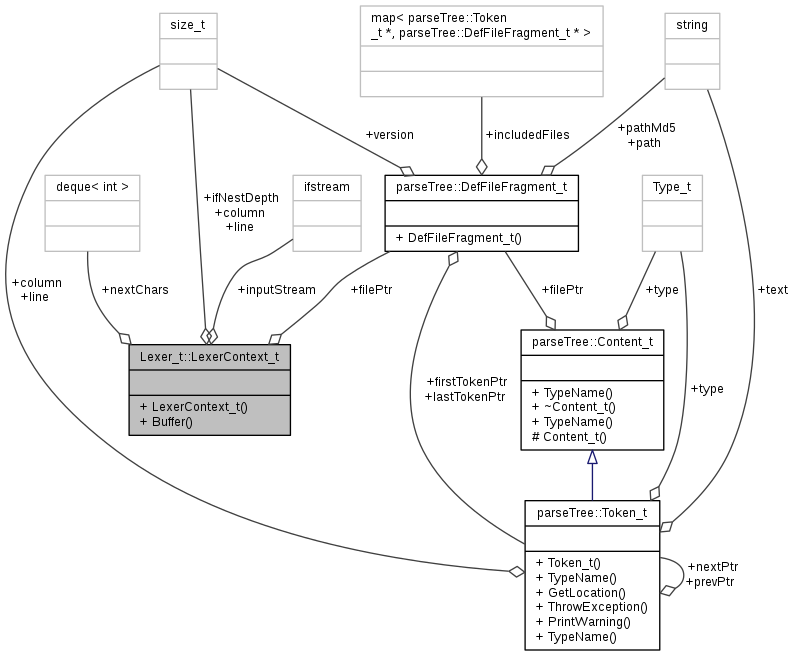 size_t
map< parseTree::Token
_t *, parseTree::DefFileFragment_t * >
string
+version
+includedFiles
+pathMd5
+path
deque< int >
+ifNestDepth
+column
+line
ifstream
parseTree::DefFileFragment_t
+ DefFileFragment_t()
Type_t
+column
+line
+nextChars
+inputStream
+filePtr
+filePtr
+type
+text
Lexer_t::LexerContext_t
+ LexerContext_t()
+ Buffer()
+firstTokenPtr
+lastTokenPtr
parseTree::Content_t
+ TypeName()
+ ~Content_t()
+ TypeName()
# Content_t()
+type
parseTree::Token_t
+ Token_t()
+ TypeName()
+ GetLocation()
+ ThrowException()
+ PrintWarning()
+ TypeName()
+nextPtr
+prevPtr